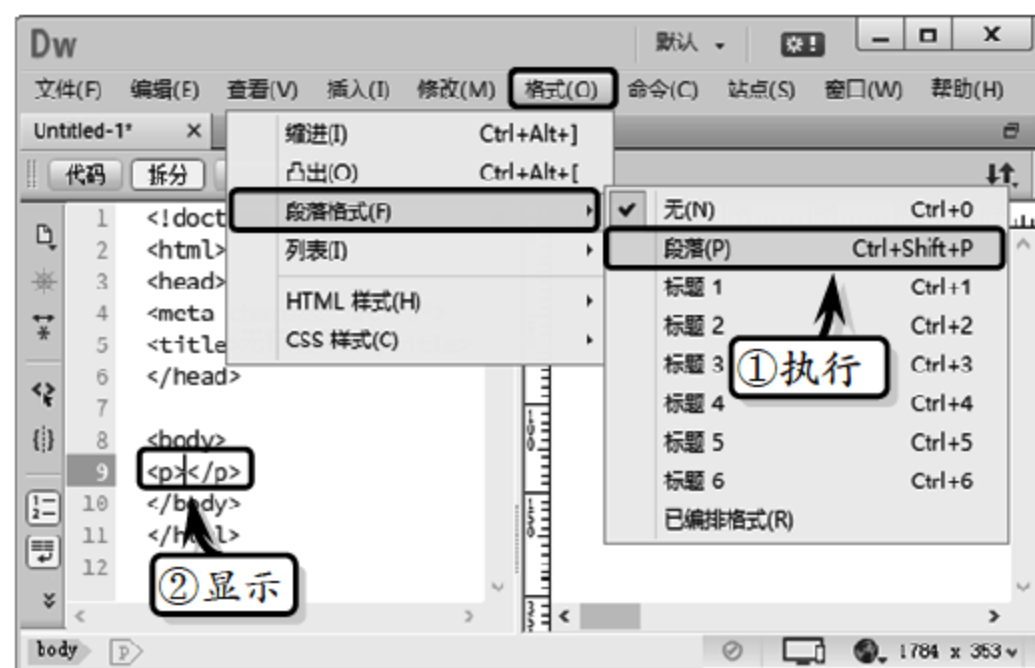 Dw
默认
文件(F) 编辑(E) 查看(V) 插入(I) 修改(M) 格式(O) 命令(C) 站点(S) 窗口(W) 帮助(H)
Untitled-1* ×
代码 拆分
缩进(I) Ctrl+Alt+]
凸出(O) Ctrl+Alt+[
段落格式(F)
列表(I)
HTML 样式(H)
CSS 样式(C)
无(N) Ctrl+0
段落(P) Ctrl+Shift+P
标题 1 Ctrl+1
标题 2 Ctrl+2
标题 3 Ctrl+3
标题 4 Ctrl+4
标题 5 Ctrl+5
标题 6 Ctrl+6
已编排格式(R)
①执行
1 <!doct
2 <html>
3 <head>
4 <meta
5 <title
6 </head>
7
8 <body>
9 <p></p>
10 </body>
11 </html>
12
②显示
body p
1784 x 353